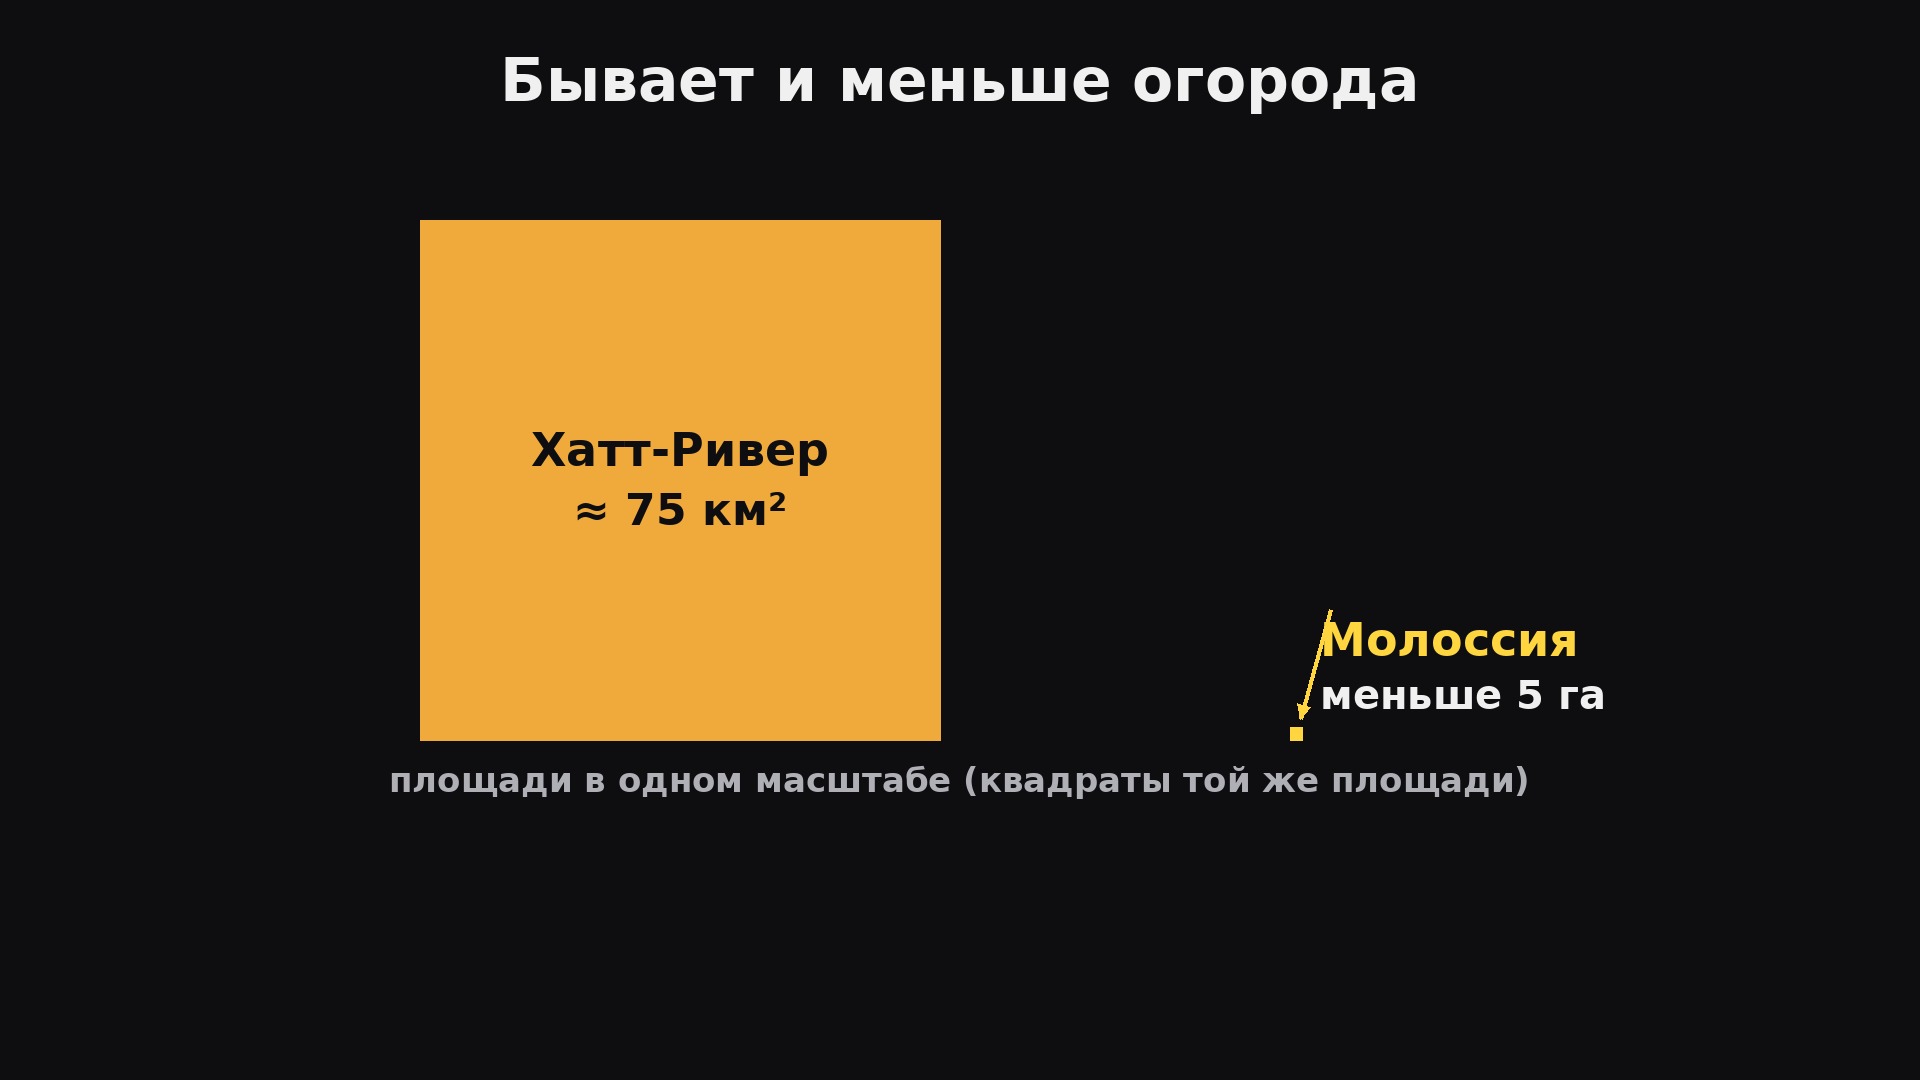 Бывает и меньше огорода
Хатт-Ривер
≈ 75 км²
Молоссия
меньше 5 га
площади в одном масштабе (квадраты той же площади)